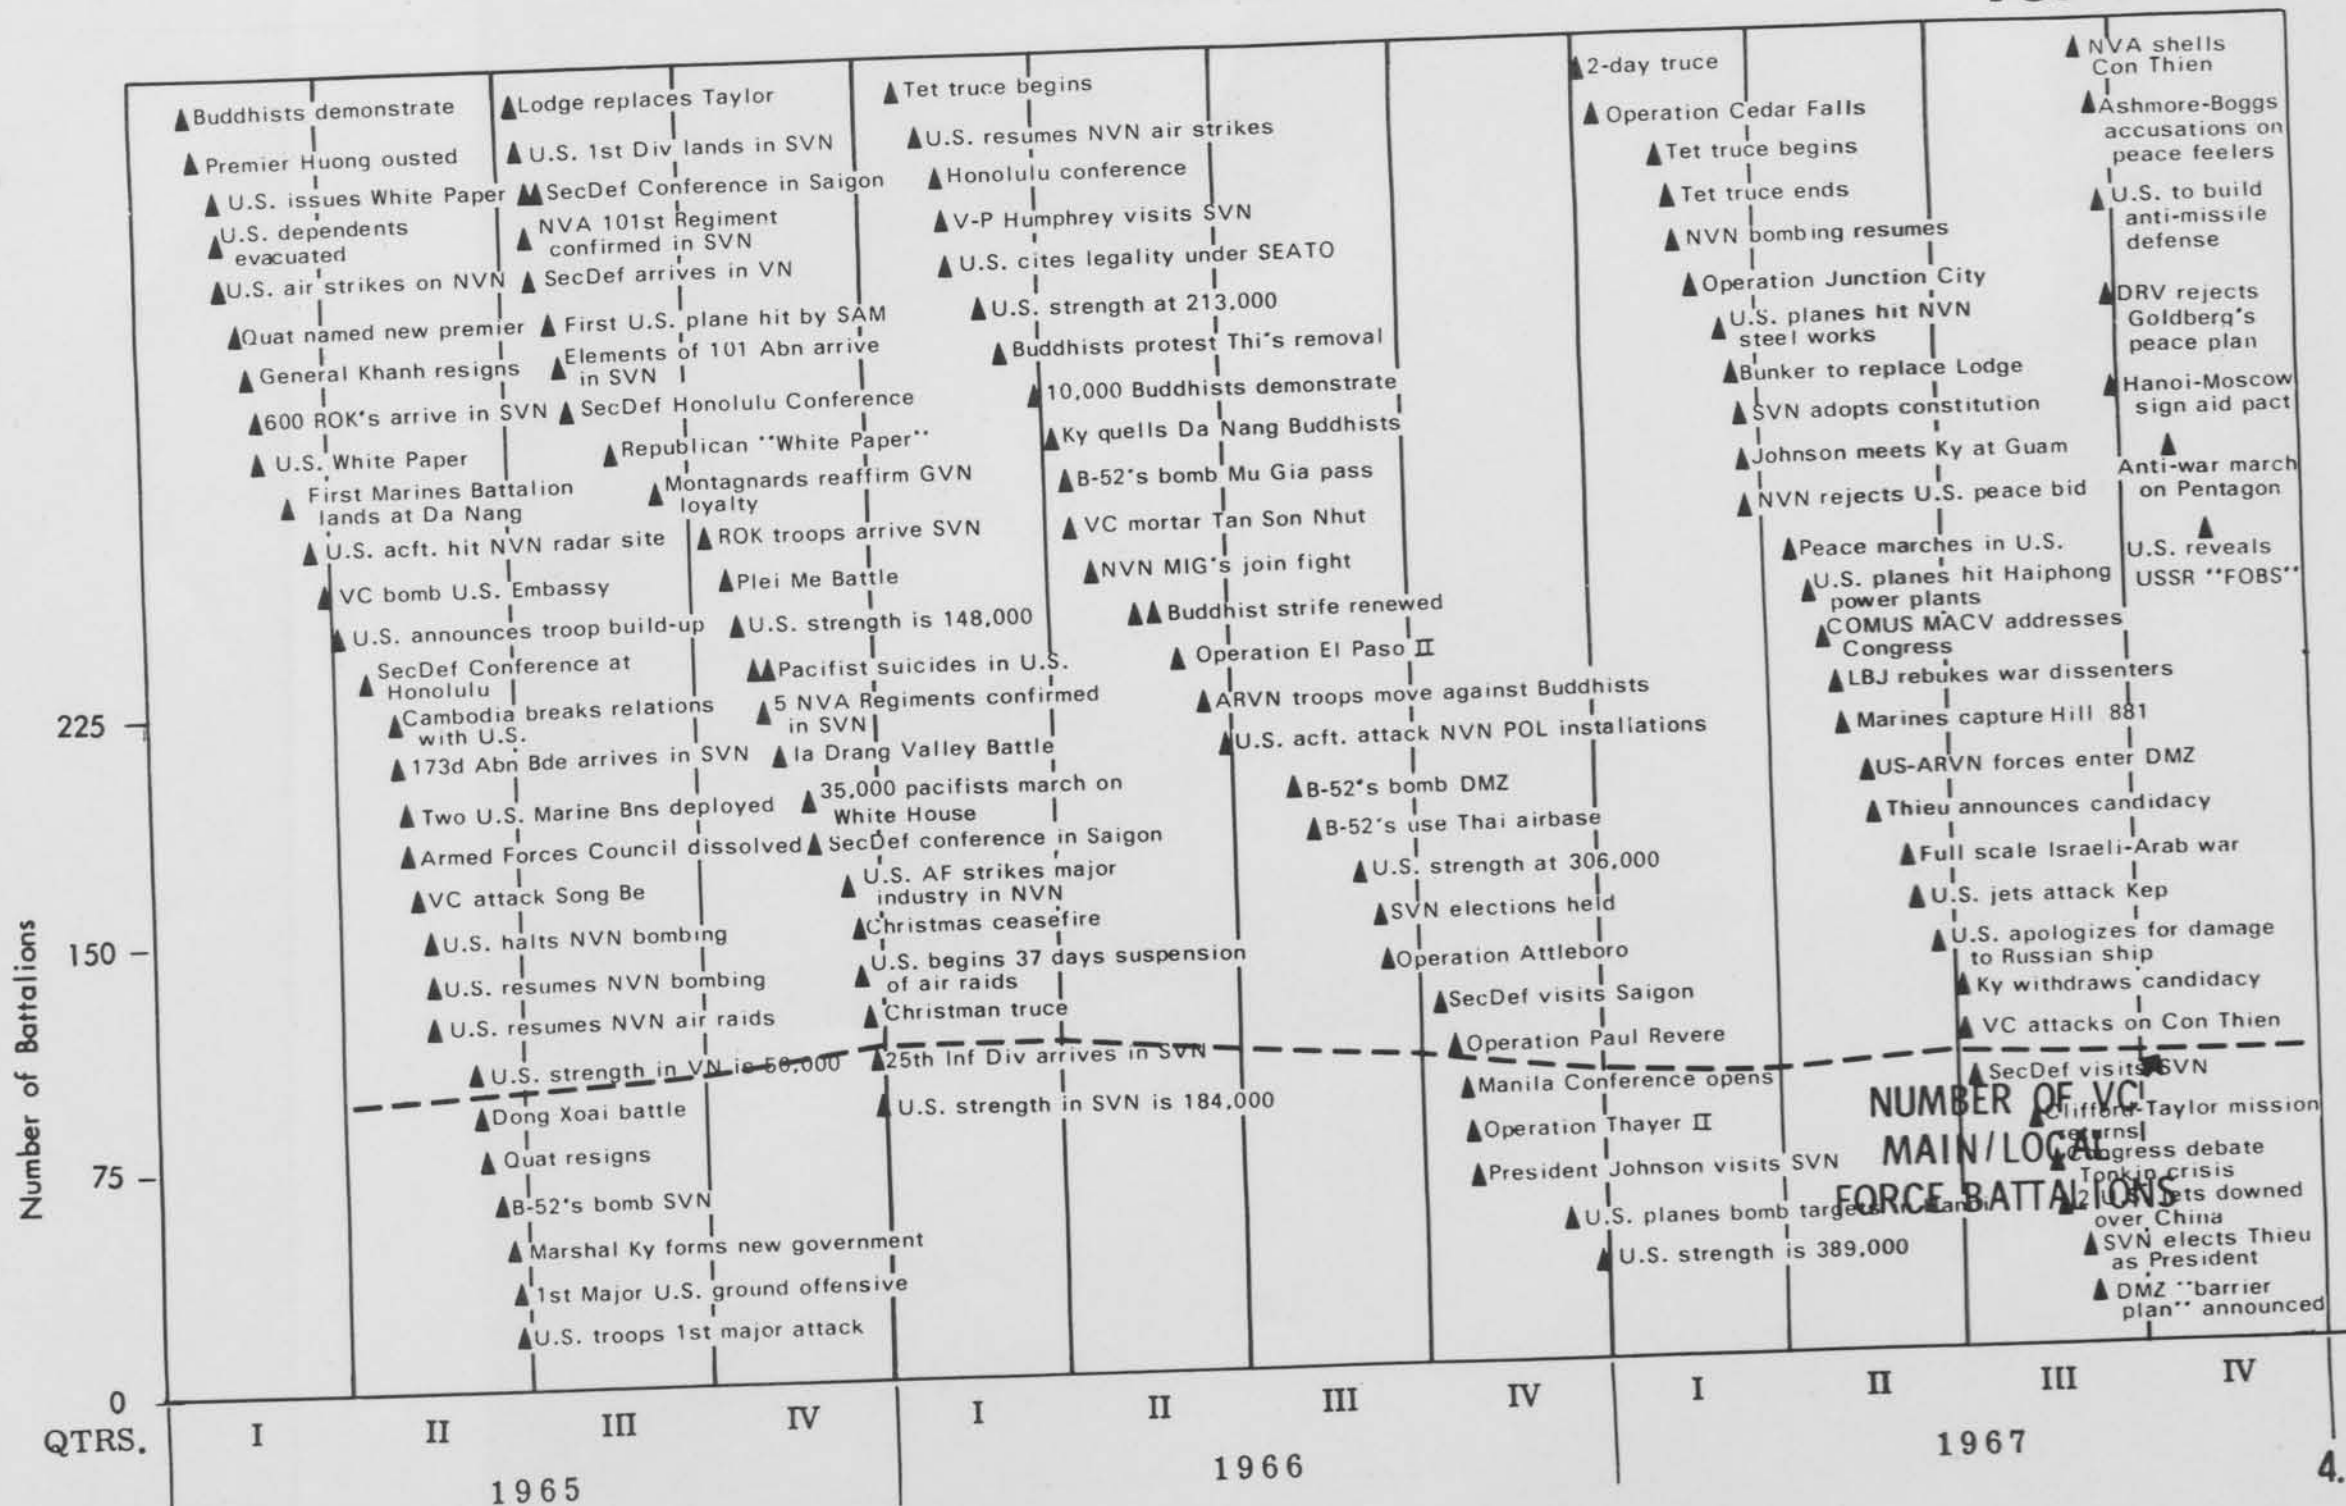 Buddhists demonstrate
Premier Huong ousted
U.S. issues White Paper
U.S. dependents
evacuated
U.S. air strikes on NVN
Quat named new premier
General Khanh resigns
600 ROK's arrive in SVN
U.S. White Paper
First Marines Battalion
lands at Da Nang
U.S. acft. hit NVN radar site
VC bomb U.S. Embassy
U.S. announces troop build-up
SecDef Conference at
Honolulu
Cambodia breaks relations
with U.S.
173d Abn Bde arrives in SVN
Two U.S. Marine Bns deployed
Armed Forces Council dissolved
VC attack Song Be
U.S. halts NVN bombing
U.S. resumes NVN bombing
U.S. resumes NVN air raids
U.S. strength in VN is 50,000
Dong Xoai battle
Quat resigns
B-52's bomb SVN
Marshal Ky forms new government
1st Major U.S. ground offensive
U.S. troops 1st major attack
Lodge replaces Taylor
U.S. 1st Div lands in SVN
SecDef Conference in Saigon
NVA 101st Regiment
confirmed in SVN
SecDef arrives in VN
First U.S. plane hit by SAM
Elements of 101 Abn arrive
in SVN
SecDef Honolulu Conference
Republican "White Paper"
Montagnards reaffirm GVN
loyalty
ROK troops arrive SVN
Plei Me Battle
U.S. strength is 148,000
Pacifist suicides in U.S.
5 NVA Regiments confirmed
in SVN
Ia Drang Valley Battle
35,000 pacifists march on
White House
SecDef conference in Saigon
U.S. AF strikes major
industry in NVN
Christmas ceasefire
U.S. begins 37 days suspension
of air raids
Christman truce
25th Inf Div arrives in SVN
U.S. strength in SVN is 184,000
Tet truce begins
U.S. resumes NVN air strikes
Honolulu conference
V-P Humphrey visits SVN
U.S. cites legality under SEATO
U.S. strength at 213,000
Buddhists protest Thi's removal
10,000 Buddhists demonstrate
Ky quells Da Nang Buddhists
B-52's bomb Mu Gia pass
VC mortar Tan Son Nhut
NVN MIG's join fight
Buddhist strife renewed
Operation El Paso II
ARVN troops move against Buddhists
U.S. acft. attack NVN POL installations
B-52's bomb DMZ
B-52's use Thai airbase
U.S. strength at 306,000
SVN elections held
Operation Attleboro
SecDef visits Saigon
Operation Paul Revere
Manila Conference opens
Operation Thayer II
President Johnson visits SVN
U.S. planes bomb targets in Hanoi
U.S. strength is 389,000
2-day truce
Operation Cedar Falls
Tet truce begins
Tet truce ends
NVN bombing resumes
Operation Junction City
U.S. planes hit NVN
steel works
Bunker to replace Lodge
SVN adopts constitution
Johnson meets Ky at Guam
NVN rejects U.S. peace bid
Peace marches in U.S.
U.S. planes hit Haiphong
power plants
COMUS MACV addresses
Congress
LBJ rebukes war dissenters
Marines capture Hill 881
US-ARVN forces enter DMZ
Thieu announces candidacy
Full scale Israeli-Arab war
U.S. jets attack Kep
U.S. apologizes for damage
to Russian ship
Ky withdraws candidacy
VC attacks on Con Thien
SecDef visits SVN
Clifford-Taylor mission
returns
Congress debate
Tonkin crisis
2 U.S. jets downed
over China
SVN elects Thieu
as President
DMZ "barrier
plan" announced
NVA shells
Con Thien
Ashmore-Boggs
accusations on
peace feelers
U.S. to build
anti-missile
defense
DRV rejects
Goldberg's
peace plan
Hanoi-Moscow
sign aid pact
Anti-war march
on Pentagon
U.S. reveals
USSR "FOBS"
NUMBER OF VC
MAIN/LOCAL
FORCE BATTALIONS
Number of Battalions
225
150
75
0
QTRS.
I
II
III
IV
I
II
III
IV
I
II
III
IV
1965
1966
1967
4.